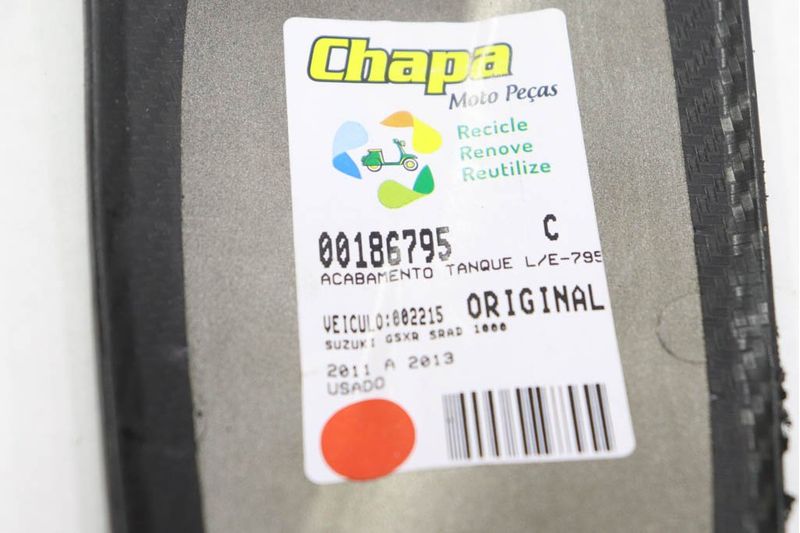 Chapa
Moto Peças
Recicle
Renove
Reutilize
00186795 C
ACABAMENTO TANQUE L/E-795
VEICULO:002215 ORIGINAL
SUZUKI GSXR SRAD 1000
2011 A 2013
USADO